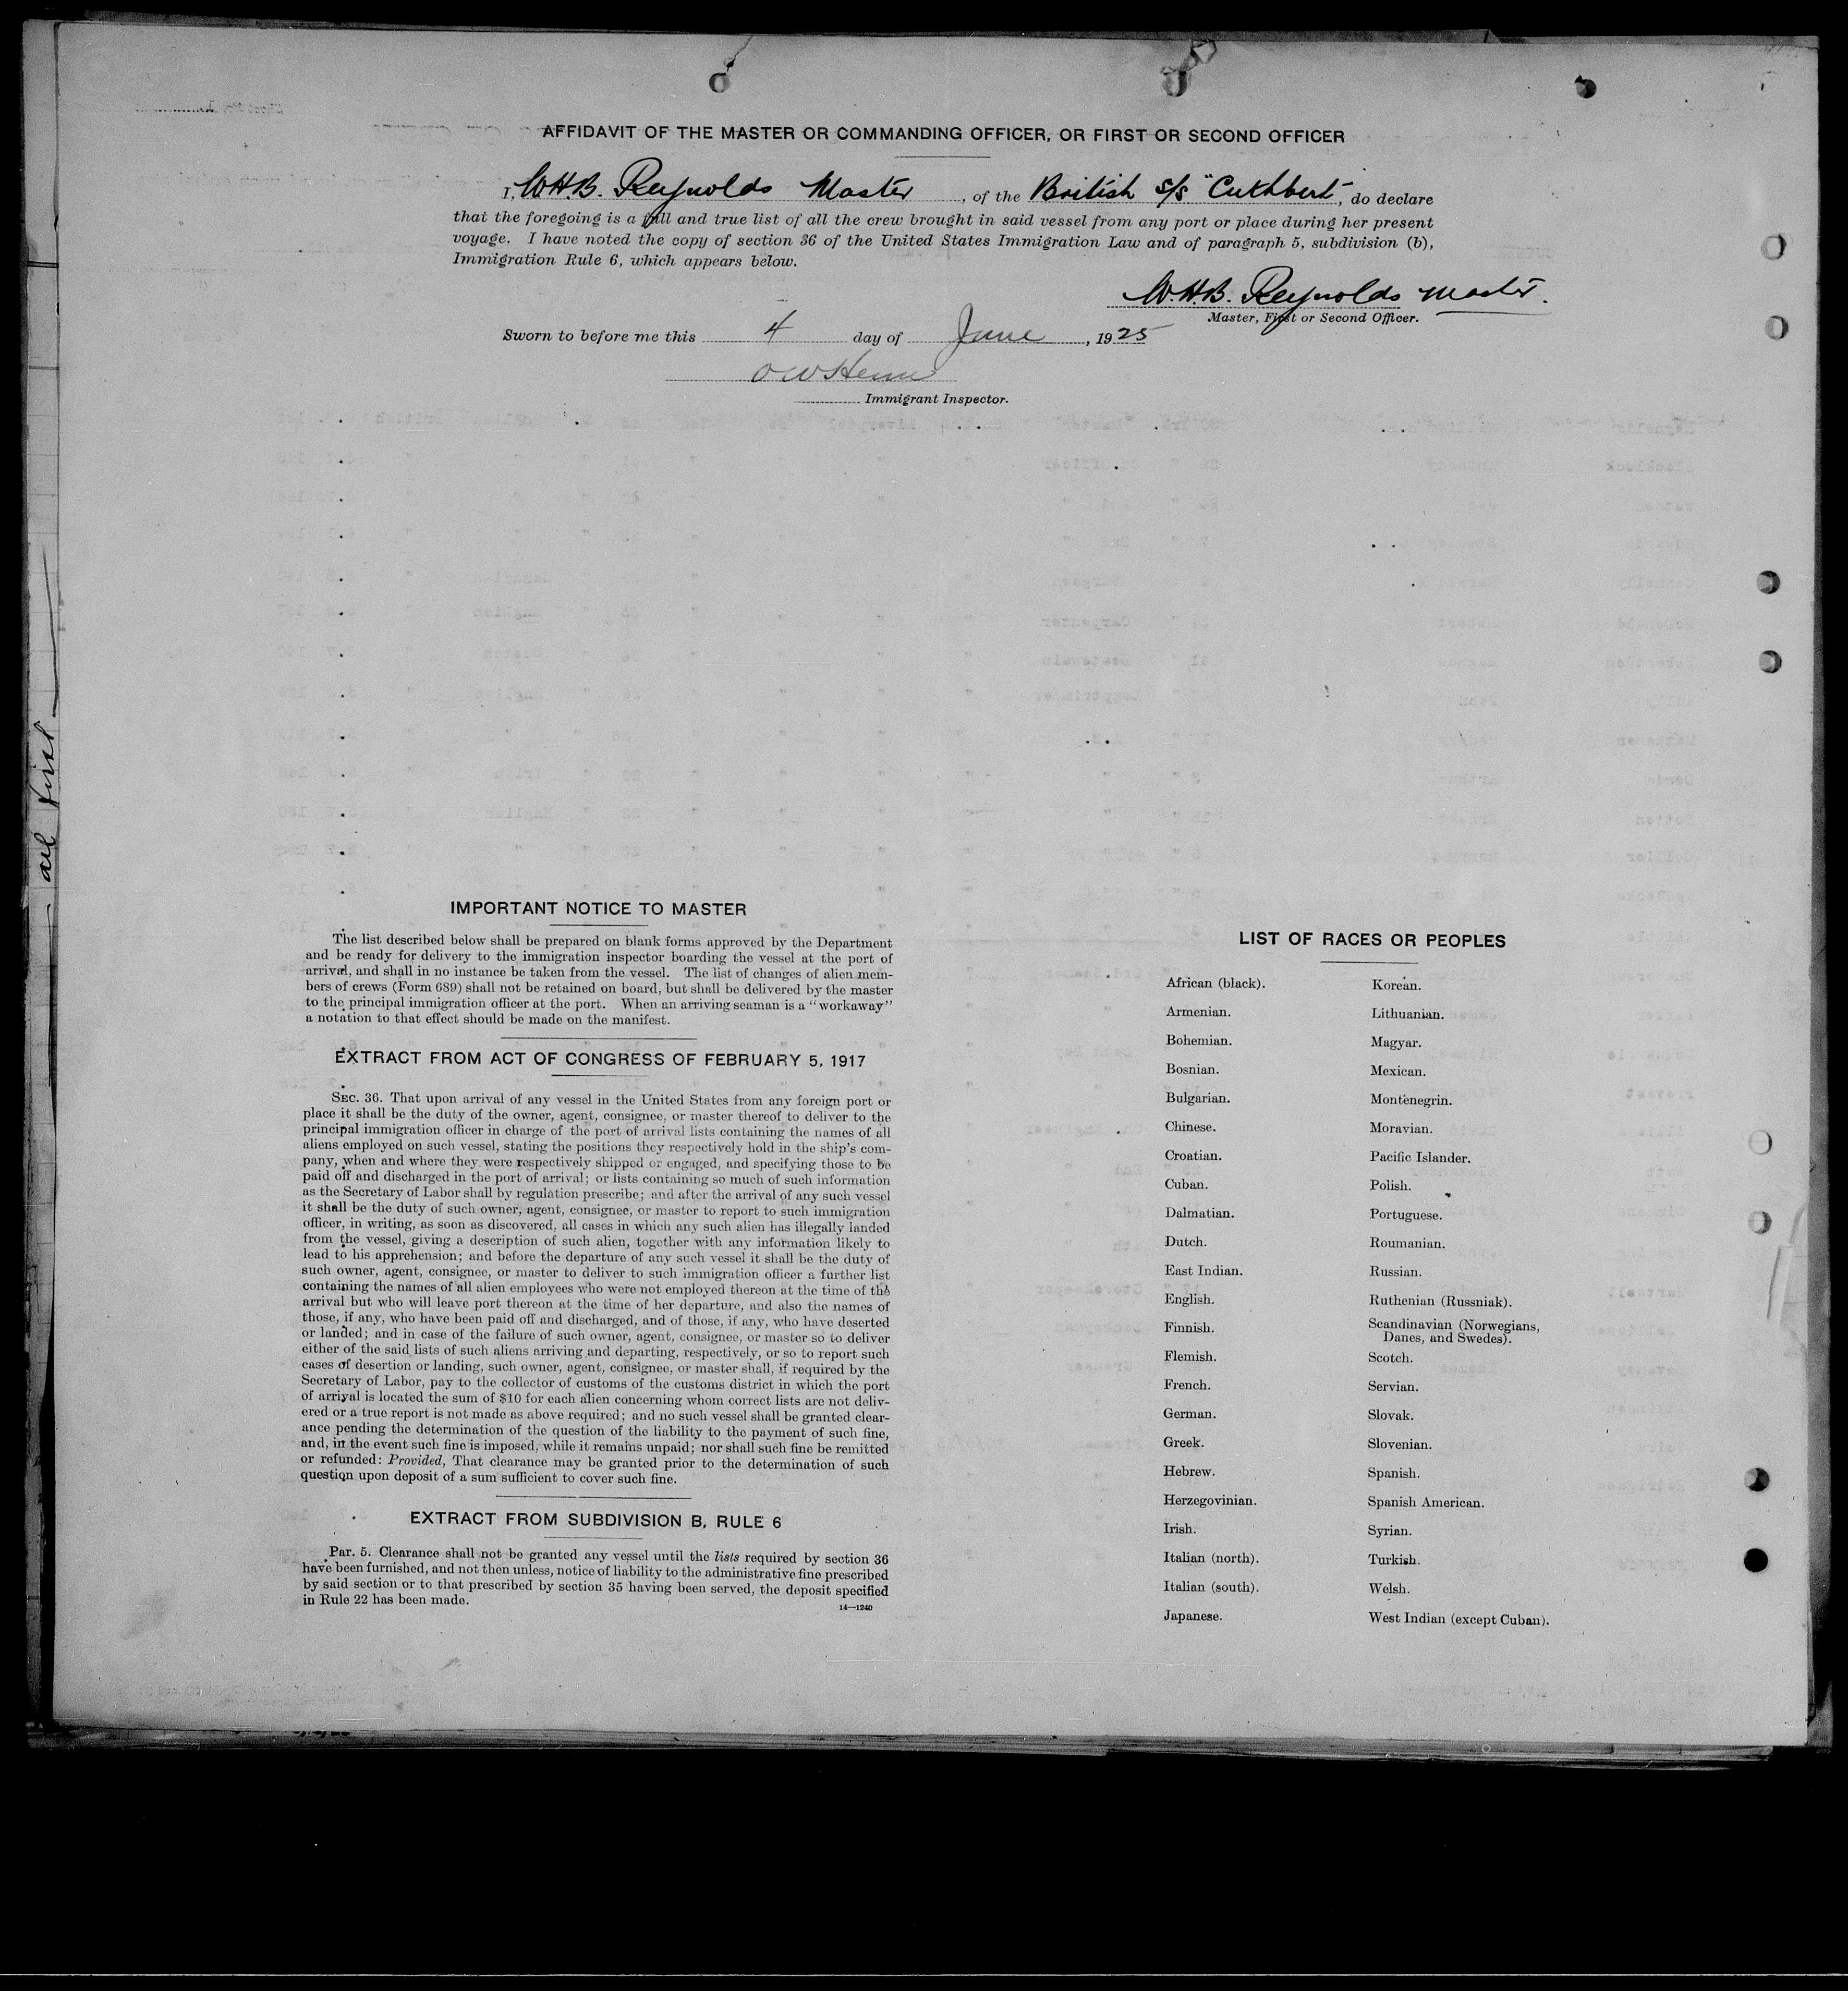 AFFIDAVIT OF THE MASTER OR COMMANDING OFFICER, OR FIRST OR SECOND OFFICER
I, W.H.B. Reynolds Master, of the British s/s "Cuthbert", do declare
that the foregoing is a full and true list of all the crew brought in said vessel from any port or place during her present
voyage. I have noted the copy of section 36 of the United States Immigration Law and of paragraph 5, subdivision (b),
Immigration Rule 6, which appears below.
W.H.B. Reynolds Master.
Master, First or Second Officer.
Sworn to before me this 4 day of June, 1925
Immigrant Inspector.
IMPORTANT NOTICE TO MASTER
The list described below shall be prepared on blank forms approved by the Department
and be ready for delivery to the immigration inspector boarding the vessel at the port of
arrival, and shall in no instance be taken from the vessel. The list of changes of alien mem-
bers of crews (Form 689) shall not be retained on board, but shall be delivered by the master
to the principal immigration officer at the port. When an arriving seaman is a "workaway"
a notation to that effect should be made on the manifest.
EXTRACT FROM ACT OF CONGRESS OF FEBRUARY 5, 1917
SEC. 36. That upon arrival of any vessel in the United States from any foreign port or
place it shall be the duty of the owner, agent, consignee, or master thereof to deliver to the
principal immigration officer in charge of the port of arrival lists containing the names of all
aliens employed on such vessel, stating the positions they respectively hold in the ship's com-
pany, when and where they were respectively shipped or engaged, and specifying those to be
paid off and discharged in the port of arrival; or lists containing so much of such information
as the Secretary of Labor shall by regulation prescribe; and after the arrival of any such vessel
it shall be the duty of such owner, agent, consignee, or master to report to such immigration
officer, in writing, as soon as discovered, all cases in which any such alien has illegally landed
from the vessel, giving a description of such alien, together with any information likely to
lead to his apprehension; and before the departure of any such vessel it shall be the duty of
such owner, agent, consignee, or master to deliver to such immigration officer a further list
containing the names of all alien employees who were not employed thereon at the time of the
arrival but who will leave port thereon at the time of her departure, and also the names of
those, if any, who have been paid off and discharged, and of those, if any, who have deserted
or landed; and in case of the failure of such owner, agent, consignee, or master so to deliver
either of the said lists of such aliens arriving and departing, respectively, or so to report such
cases of desertion or landing, such owner, agent, consignee, or master shall, if required by the
Secretary of Labor, pay to the collector of customs of the customs district in which the port
of arrival is located the sum of $10 for each alien concerning whom correct lists are not deliv-
ered or a true report is not made as above required; and no such vessel shall be granted clear-
ance pending the determination of the question of the liability to the payment of such fine,
and, in the event such fine is imposed, while it remains unpaid; nor shall such fine be remitted
or refunded: Provided, That clearance may be granted prior to the determination of such
question upon deposit of a sum sufficient to cover such fine.
EXTRACT FROM SUBDIVISION B, RULE 6
Par. 5. Clearance shall not be granted any vessel until the lists required by section 36
have been furnished, and not then unless, notice of liability to the administrative fine prescribed
by said section or to that prescribed by section 35 having been served, the deposit specified
in Rule 22 has been made.
14—1240
LIST OF RACES OR PEOPLES
African (black).
Armenian.
Bohemian.
Bosnian.
Bulgarian.
Chinese.
Croatian.
Cuban.
Dalmatian.
Dutch.
East Indian.
English.
Finnish.
Flemish.
French.
German.
Greek.
Hebrew.
Herzegovinian.
Irish.
Italian (north).
Italian (south).
Japanese.
Korean.
Lithuanian.
Magyar.
Mexican.
Montenegrin.
Moravian.
Pacific Islander.
Polish.
Portuguese.
Roumanian.
Russian.
Ruthenian (Russniak).
Scandinavian (Norwegians,
Danes, and Swedes).
Scotch.
Servian.
Slovak.
Slovenian.
Spanish.
Spanish American.
Syrian.
Turkish.
Welsh.
West Indian (except Cuban).